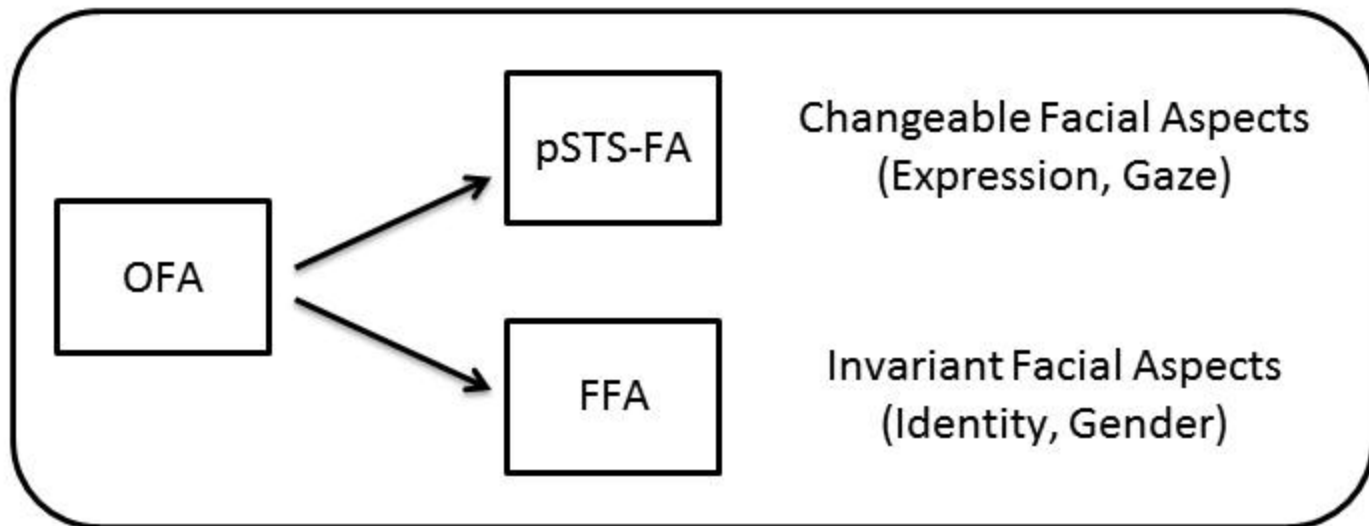 OFA
pSTS-FA
Changeable Facial Aspects
(Expression, Gaze)
FFA
Invariant Facial Aspects
(Identity, Gender)